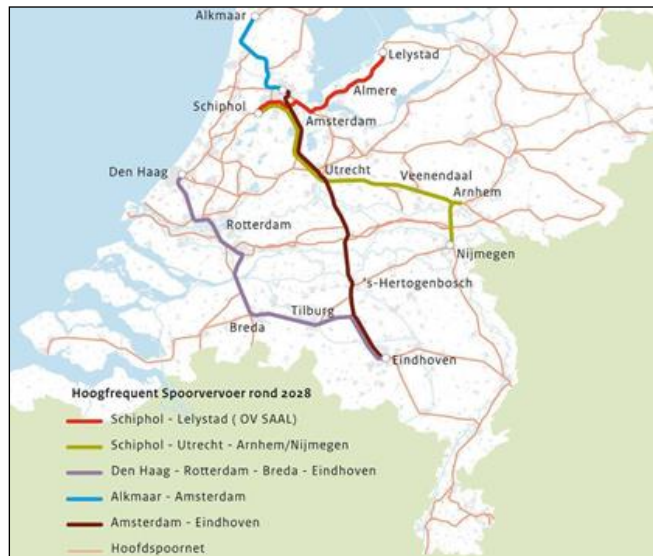 Alkmaar
Lelystad
Almere
Schiphol
Amsterdam
Den Haag
Utrecht
Veenendaal
Arnhem
Rotterdam
Nijmegen
's-Hertogenbosch
Tilburg
Breda
Eindhoven
Hoogfrequent Spoorvervoer rond 2028
Schiphol - Lelystad ( OV SAAL)
Schiphol - Utrecht - Arnhem/Nijmegen
Den Haag - Rotterdam - Breda - Eindhoven
Alkmaar - Amsterdam
Amsterdam - Eindhoven
Hoofdspoornet